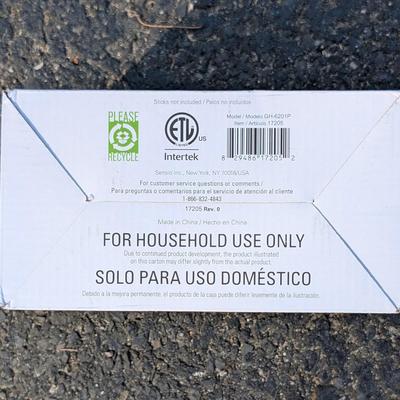 Sticks not included / Palos no incluidos
PLEASE
RECYCLE
ETL
US
Intertek
Model / Modelo GH-6201P
Item / Artículo 17205
8 29486 17205 2
Sensio Inc., New York, NY 10016/USA
For customer service questions or comments /
Para preguntas o comentarios para el servicio de atención al cliente
1-866-832-4843
17205 Rev. 0
Made in China / Hecho en China
FOR HOUSEHOLD USE ONLY
Due to continued product development, the product illustrated
on this carton may differ slightly from the actual product.
SOLO PARA USO DOMÉSTICO
Debido a la mejora permanente, el producto de la caja puede diferir levemente de la ilustración.